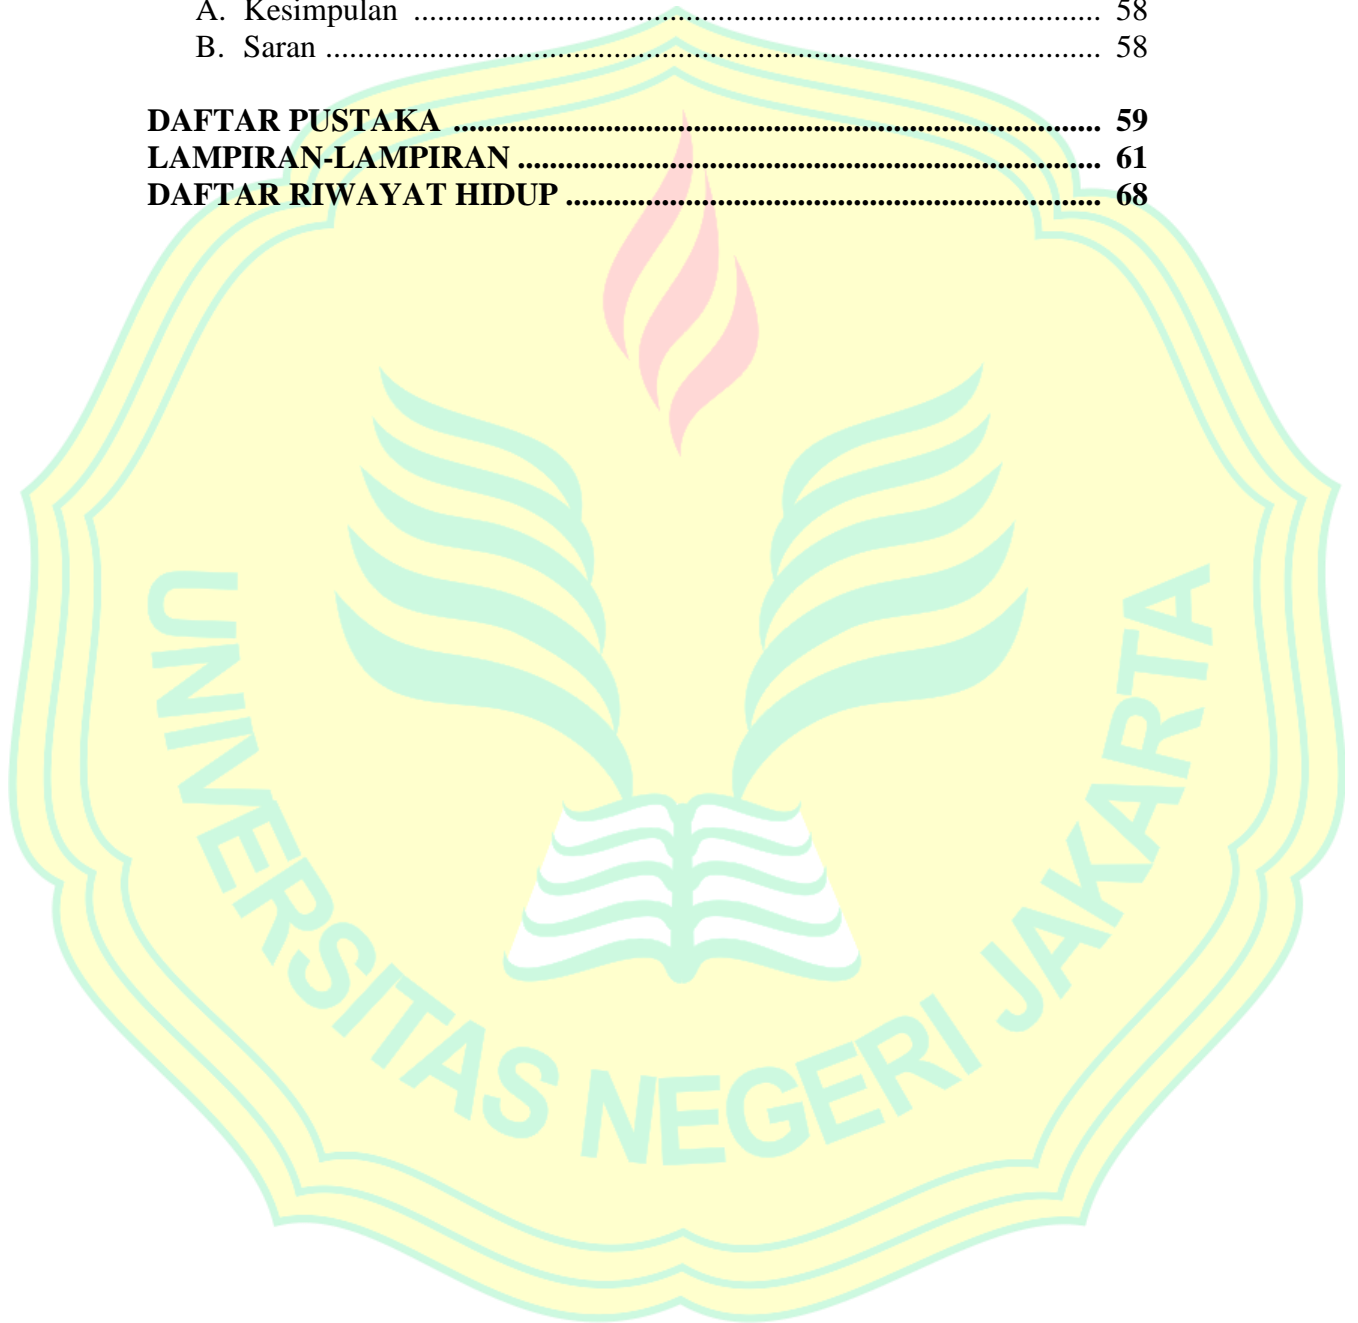 A. Kesimpulan ...................................................................................... 58
B. Saran ................................................................................................. 58
DAFTAR PUSTAKA ................................................................................. 59
LAMPIRAN-LAMPIRAN ......................................................................... 61
DAFTAR RIWAYAT HIDUP ................................................................... 68
UNIVERSITAS NEGERI JAKARTA